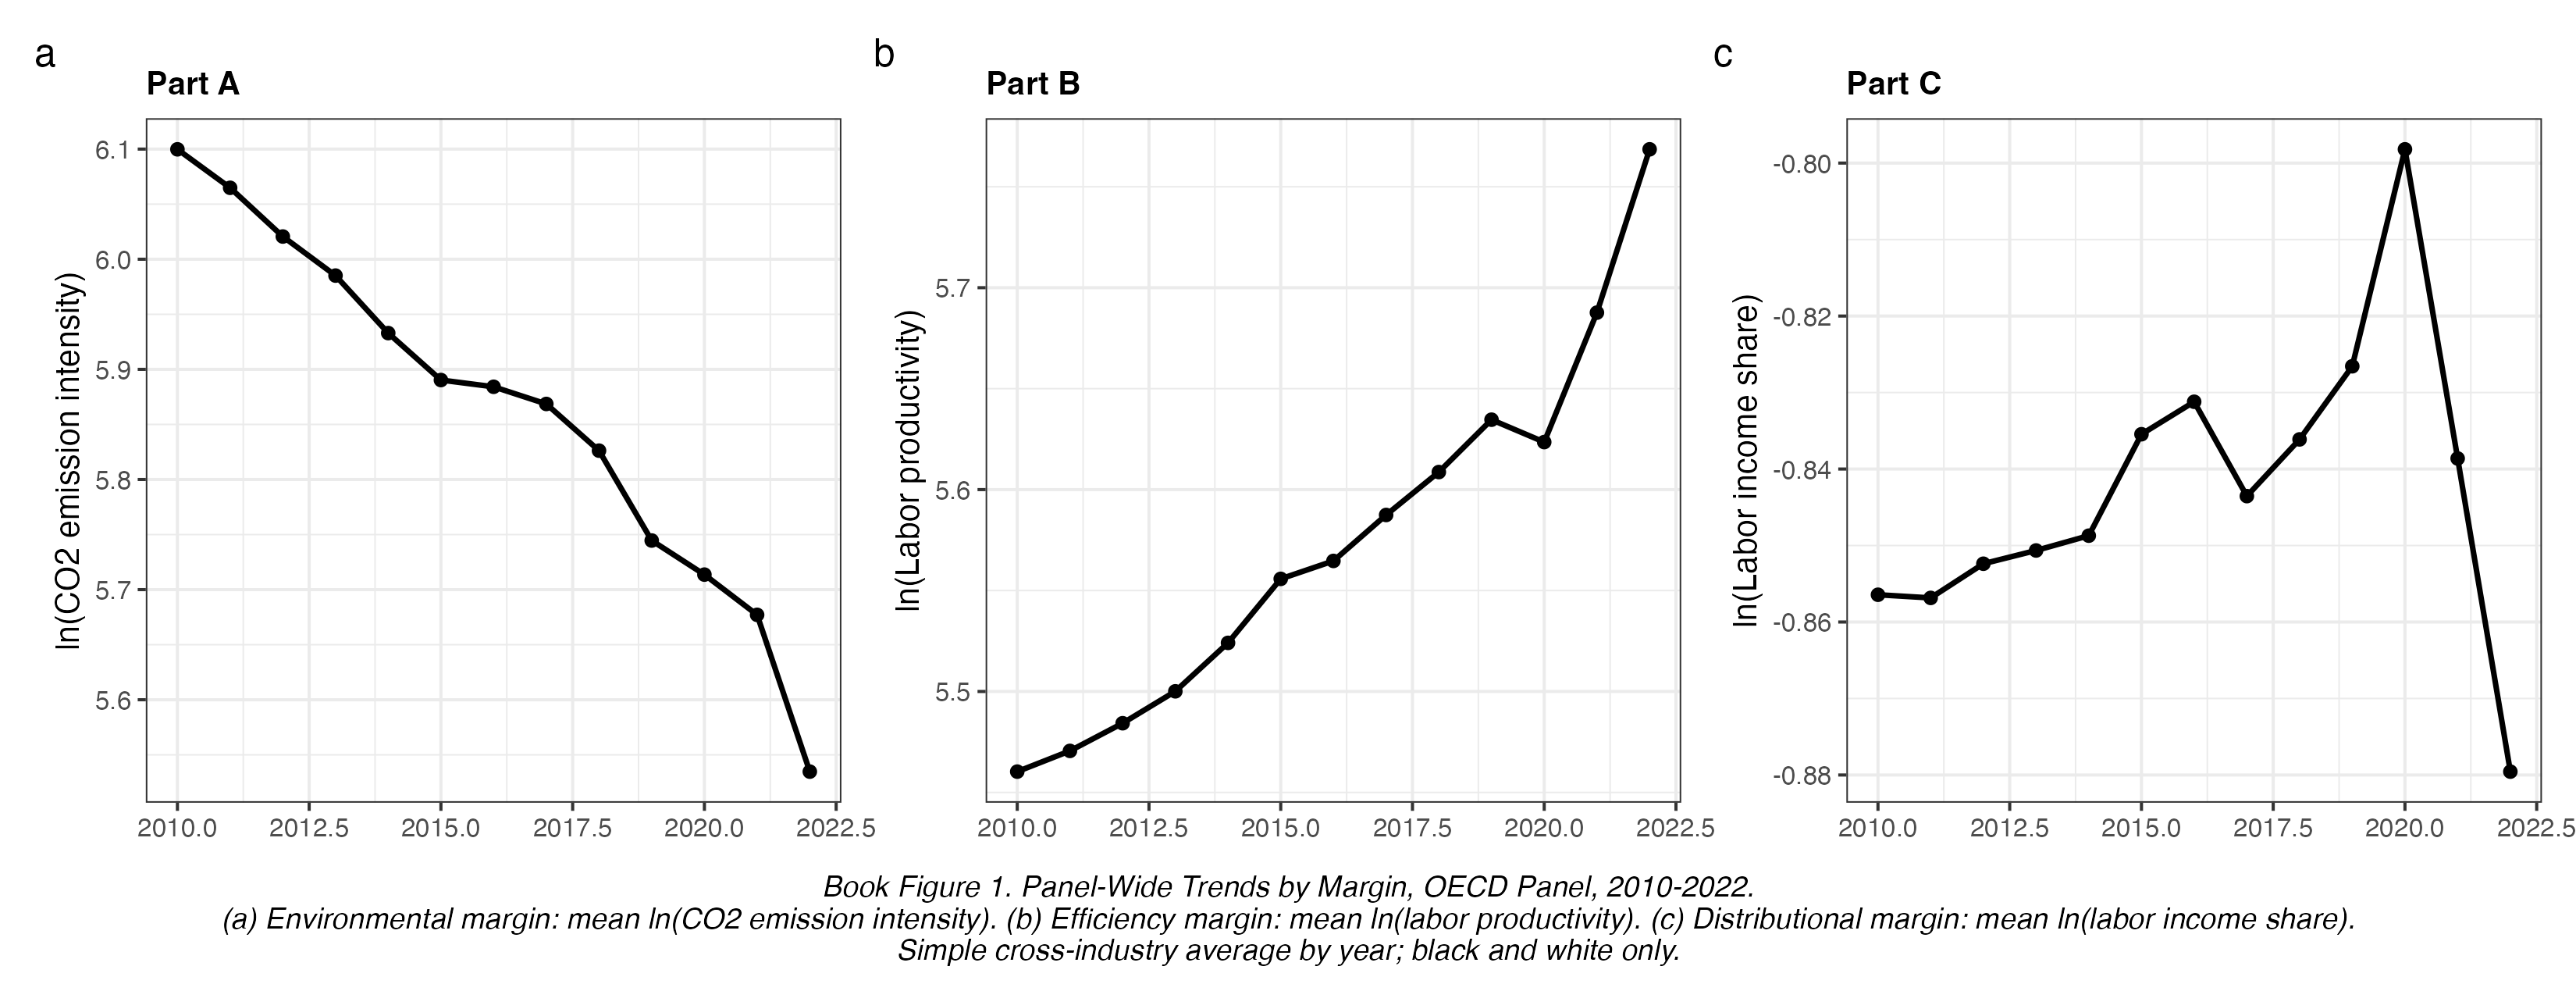 a
Part A
ln(CO2 emission intensity)
6.1
6.0
5.9
5.8
5.7
5.6
2010.0 2012.5 2015.0 2017.5 2020.0 2022.5
b
Part B
ln(Labor productivity)
5.7
5.6
5.5
2010.0 2012.5 2015.0 2017.5 2020.0 2022.5
c
Part C
ln(Labor income share)
-0.80
-0.82
-0.84
-0.86
-0.88
2010.0 2012.5 2015.0 2017.5 2020.0 2022.5
Book Figure 1. Panel-Wide Trends by Margin, OECD Panel, 2010-2022.
(a) Environmental margin: mean ln(CO2 emission intensity). (b) Efficiency margin: mean ln(labor productivity). (c) Distributional margin: mean ln(labor income share).
Simple cross-industry average by year; black and white only.